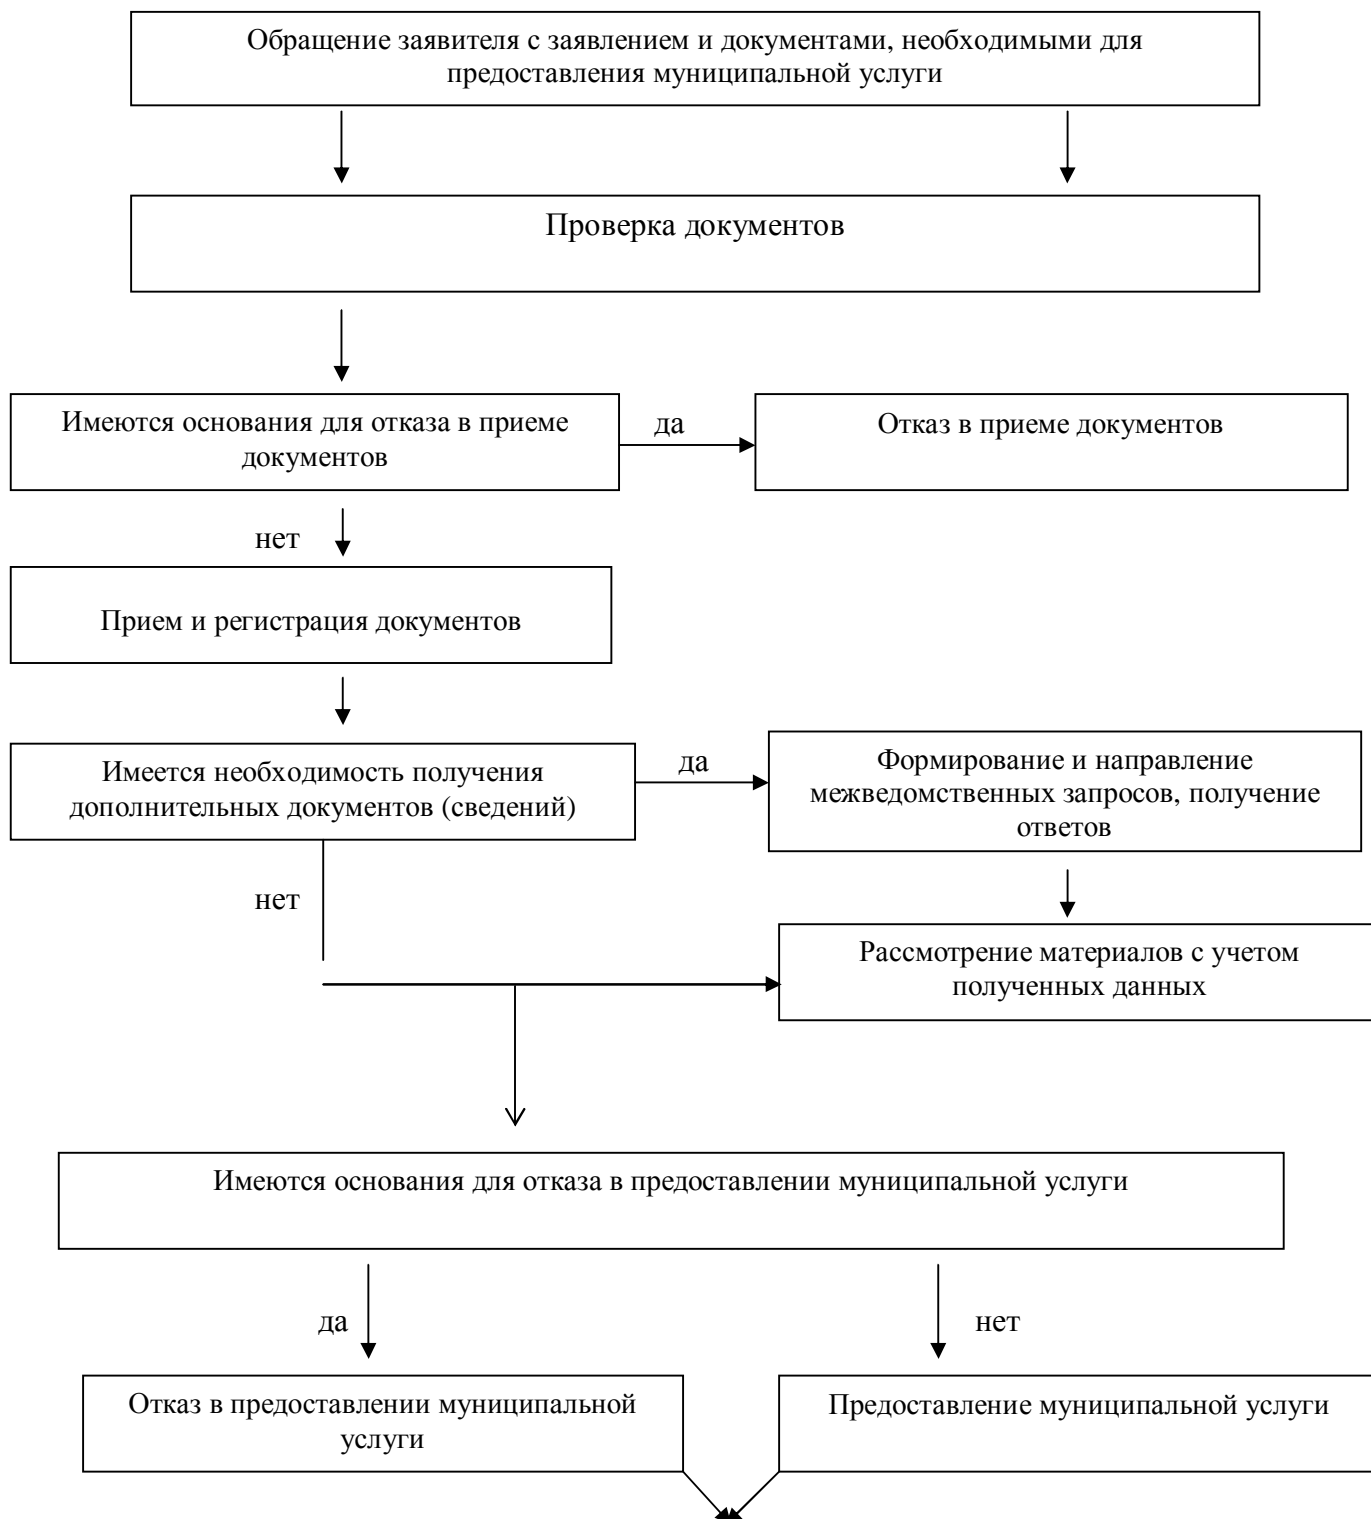 Обращение заявителя с заявлением и документами, необходимыми для
предоставления муниципальной услуги
Проверка документов
Имеются основания для отказа в приеме
документов
да
Отказ в приеме документов
нет
Прием и регистрация документов
Имеется необходимость получения
дополнительных документов (сведений)
да
Формирование и направление
межведомственных запросов, получение
ответов
нет
Рассмотрение материалов с учетом
полученных данных
Имеются основания для отказа в предоставлении муниципальной услуги
да
нет
Отказ в предоставлении муниципальной
услуги
Предоставление муниципальной услуги